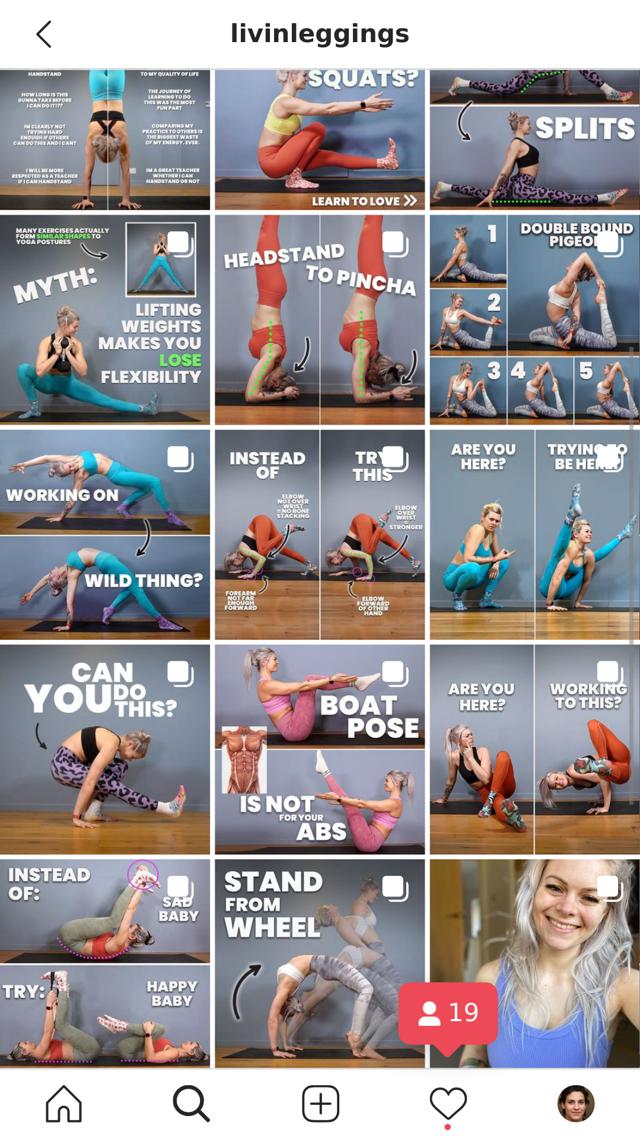 livinleggings
HANDSTAND
HOW LONG IS THIS
GUNNA TAKE BEFORE
I CAN DO IT!??
IM CLEARLY NOT
TRYING HARD
ENOUGH IF OTHERS
CAN DO THIS AND I CANT
I WILL BE MORE
RESPECTED AS A TEACHER
IF I CAN HANDSTAND
TO MY QUALITY OF LIFE
THE JOURNEY OF
LEARNING TO DO
THIS WAS THE MOST
FUN PART
COMPARING MY
PRACTICE TO OTHERS IS
THE BIGGEST WASTE
OF MY ENERGY, EVER.
IM A GREAT TEACHER
WHETHER I CAN
HANDSTAND OR NOT
SQUATS?
LEARN TO LOVE >>
SPLITS
MANY EXERCISES ACTUALLY
FORM SIMILAR SHAPES TO
YOGA POSTURES
MYTH:
LIFTING
WEIGHTS
MAKES YOU
LOSE
FLEXIBILITY
HEADSTAND
TO PINCHA
DOUBLE BOUND
PIGEON
1
2
3
4
5
WORKING ON
WILD THING?
INSTEAD
OF
ELBOW
NOT OVER
WRIST
=NO BONE
STACKING
FOREARM
NOT FAR
ENOUGH
FORWARD
TRY
THIS
ELBOW
OVER
WRIST
=
STRONGER
ELBOW
FORWARD
OF OTHER
HAND
ARE YOU
HERE?
TRYING TO
BE HERE?
CAN
YOU DO
THIS?
BOAT
POSE
IS NOT
FOR YOUR
ABS
ARE YOU
HERE?
WORKING
TO THIS?
INSTEAD
OF:
SAD
BABY
TRY:
HAPPY
BABY
STAND
FROM
WHEEL
19